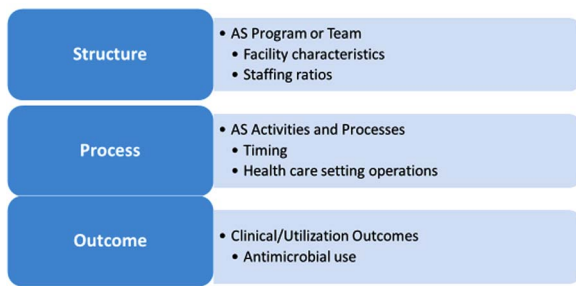 Structure
• AS Program or Team
• Facility characteristics
• Staffing ratios
Process
• AS Activities and Processes
• Timing
• Health care setting operations
Outcome
• Clinical/Utilization Outcomes
• Antimicrobial use